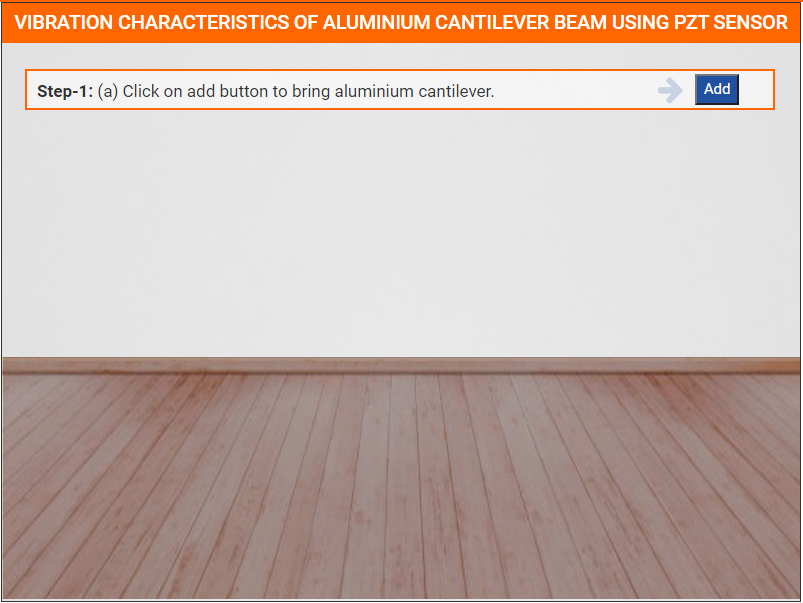 VIBRATION CHARACTERISTICS OF ALUMINIUM CANTILEVER BEAM USING PZT SENSOR
Step-1: (a) Click on add button to bring aluminium cantilever. Add